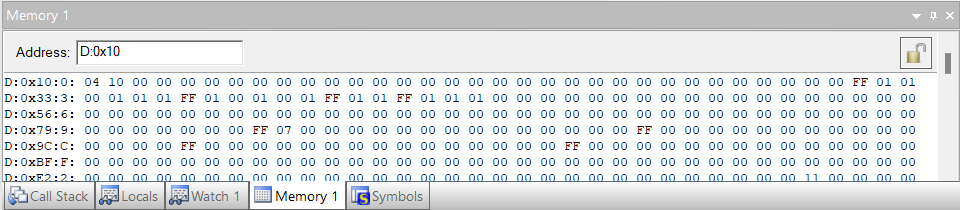 Memory 1
Address: D:0x10
D:0x10:0: 04 10 00 00 00 00 00 00 00 00 00 00 00 00 00 00 00 00 00 00 00 00 00 00 00 00 00 00 00 00 00 00 FF 01 01
D:0x33:3: 00 01 01 01 FF 01 00 01 00 01 FF 01 01 FF 01 01 01 00 00 00 00 00 00 00 00 00 00 00 00 00 00 00 00 00 00
D:0x56:6: 00 00 00 00 00 00 00 00 00 00 00 00 00 00 00 00 00 00 00 00 00 00 00 00 00 00 00 00 00 00 00 00 00 00 00
D:0x79:9: 00 00 00 00 00 00 00 FF 07 00 00 00 00 00 00 00 00 00 00 00 00 00 00 FF 00 00 00 00 00 00 00 00 00 00 00
D:0x9C:C: 00 00 00 00 FF 00 00 00 00 00 00 00 00 00 00 00 00 00 00 00 FF 00 00 00 00 00 00 00 00 00 00 00 00 00 00
D:0xBF:F: 00 00 00 00 00 00 00 00 00 00 00 00 00 00 00 00 00 00 00 00 00 00 00 00 00 00 00 00 00 00 00 00 00 00 00
D:0xE2:2: 00 00 00 00 00 00 00 00 00 00 00 00 00 00 00 00 00 00 00 00 00 00 00 00 00 00 00 00 00 00 11 00 00 00 00
Call Stack Locals Watch 1 Memory 1 Symbols